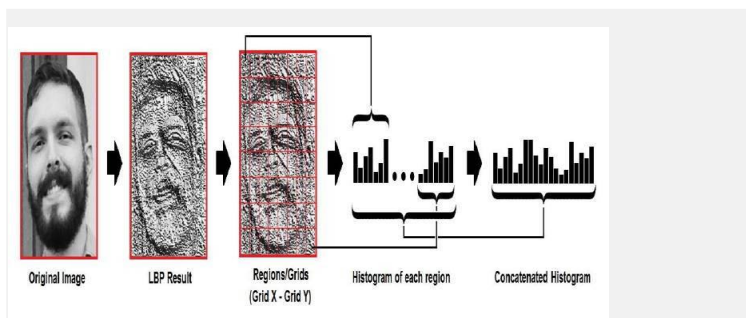 Original Image
LBP Result
Regions/Grids
(Grid X - Grid Y)
Histogram of each region
Concatenated Histogram